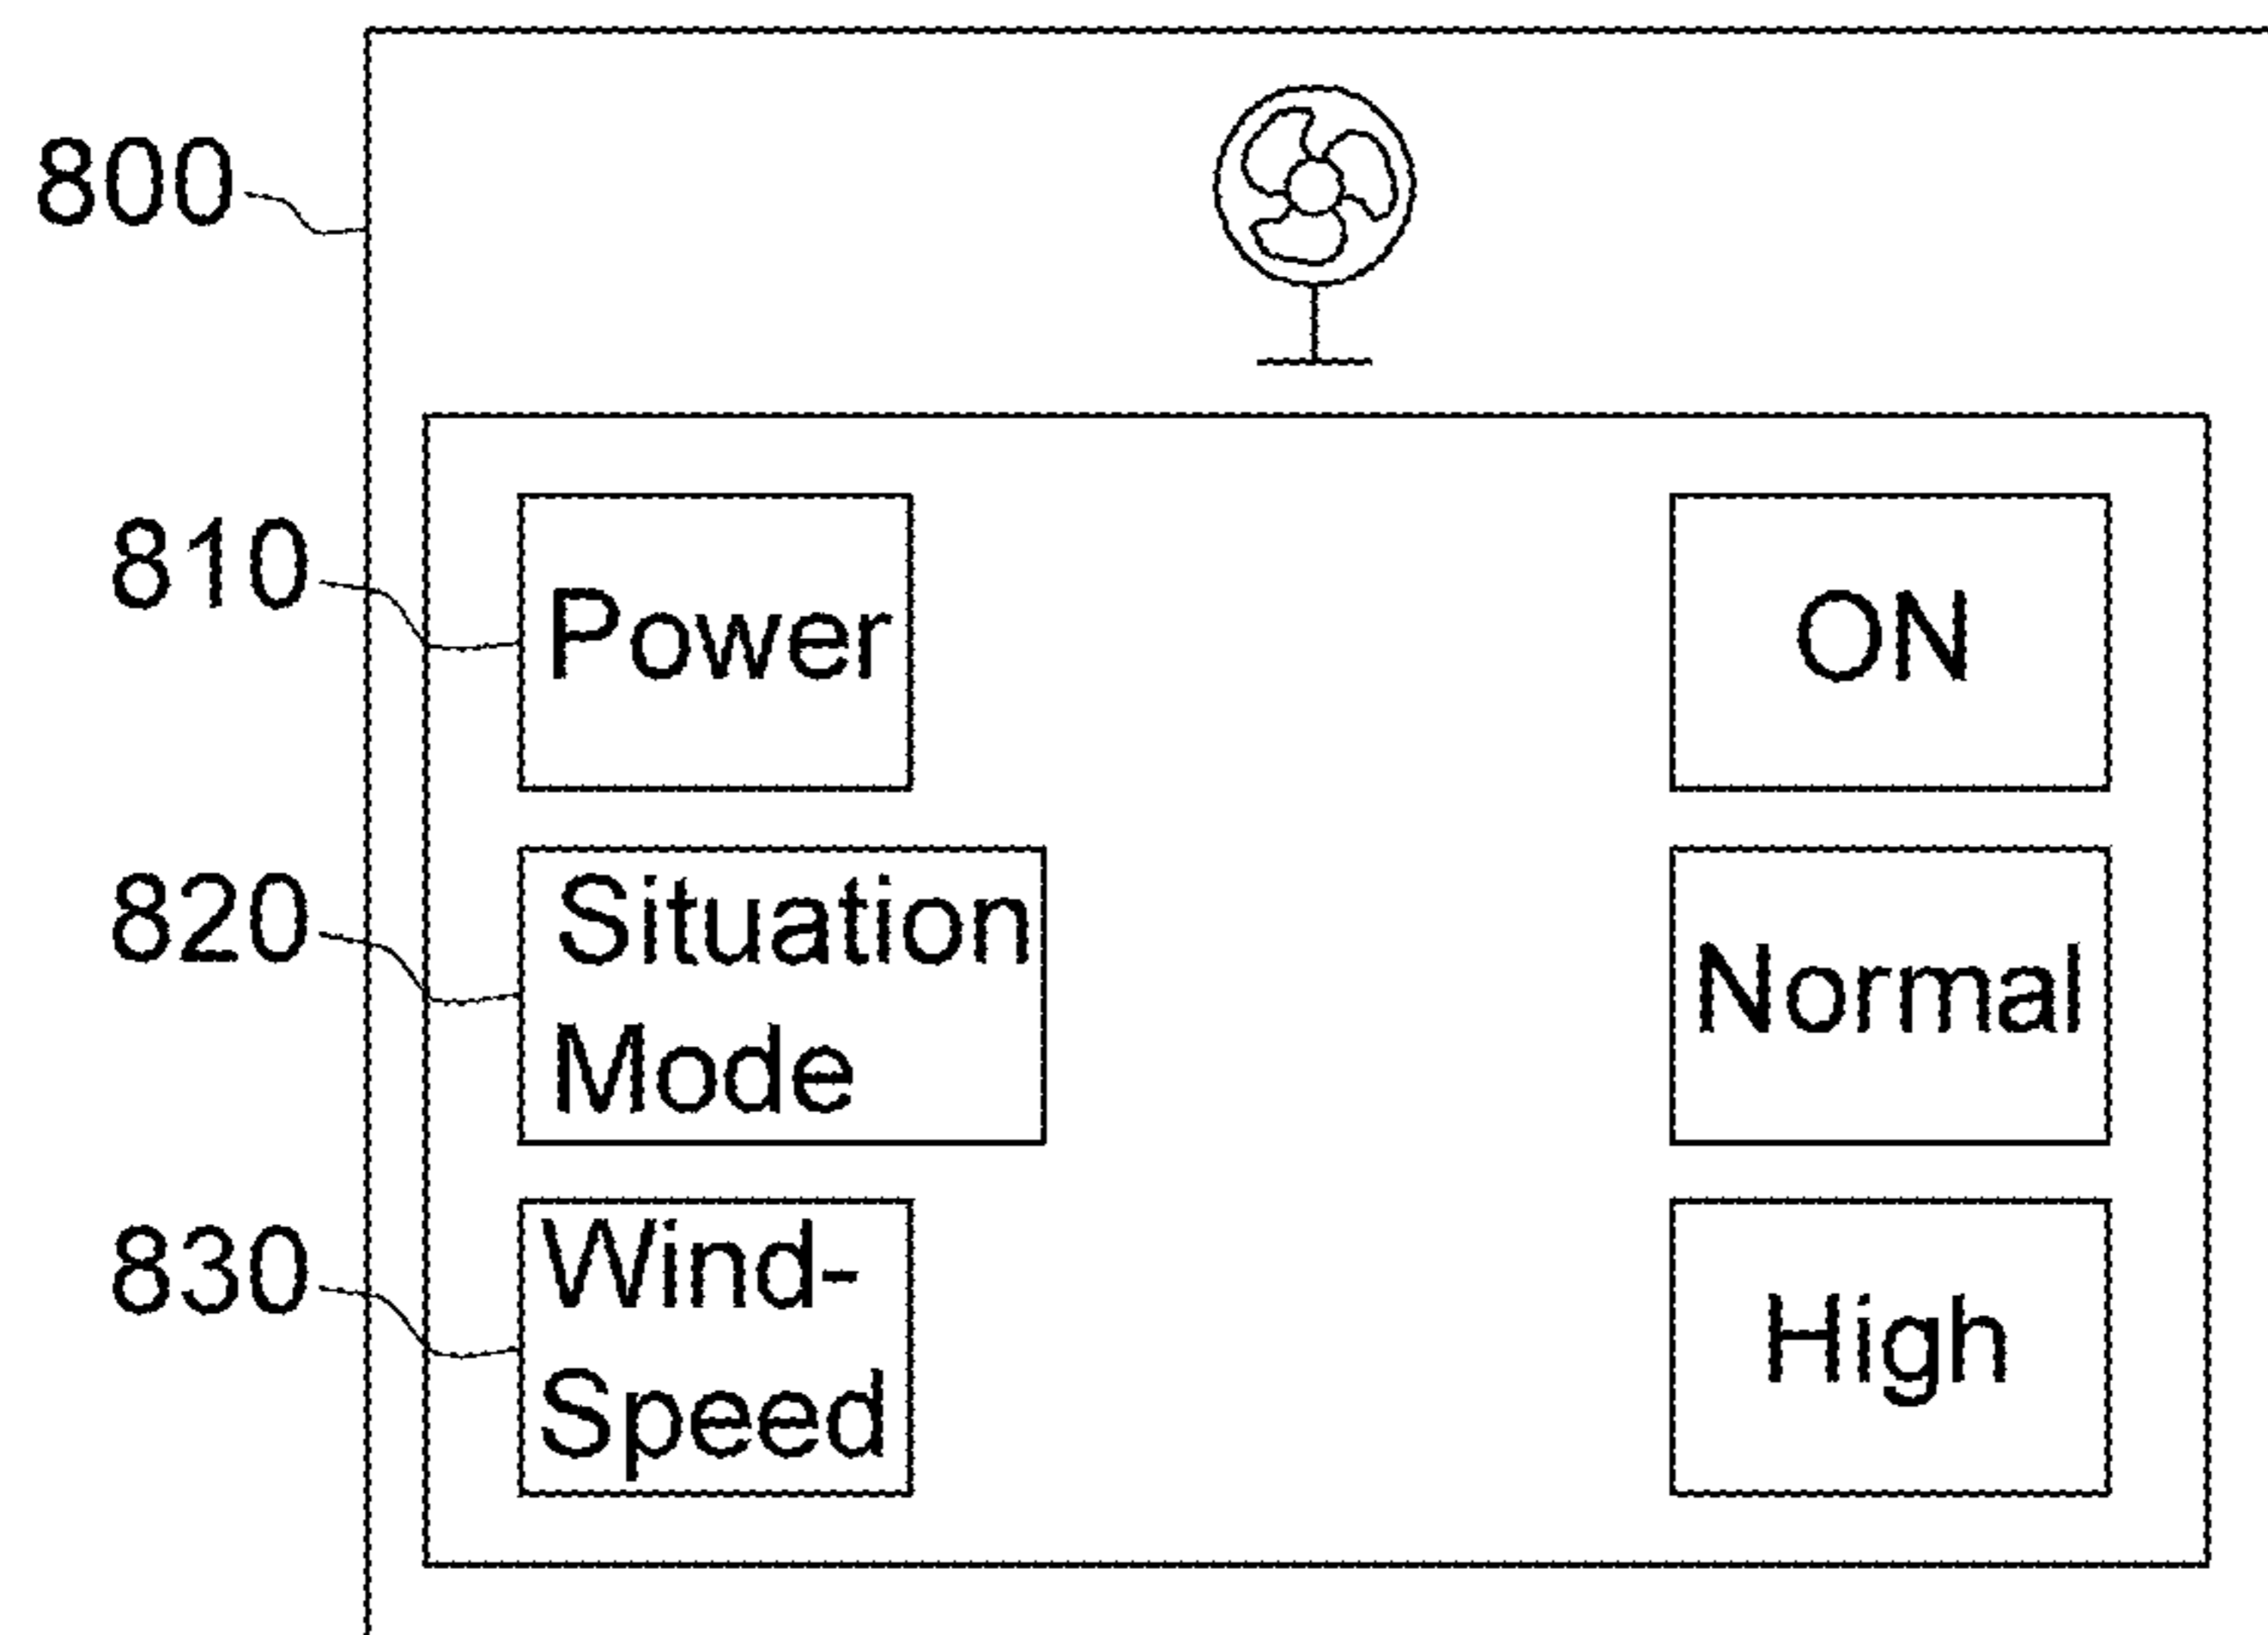 800
810
Power
ON
820
Situation
Mode
Normal
830
Wind-
Speed
High